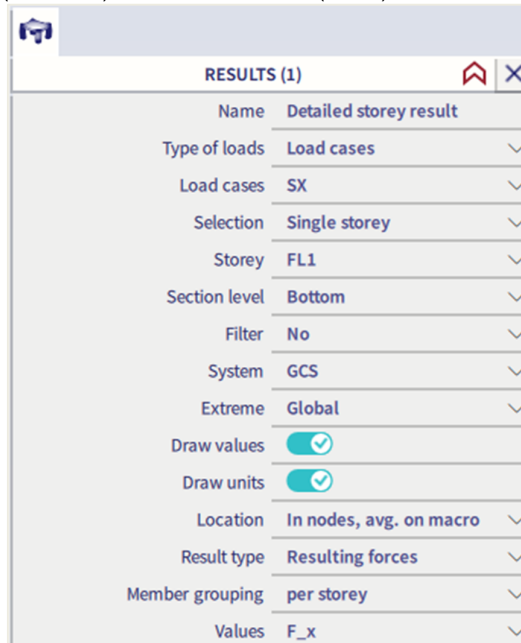 RESULTS (1)
Name Detailed storey result
Type of loads Load cases
Load cases SX
Selection Single storey
Storey FL1
Section level Bottom
Filter No
System GCS
Extreme Global
Draw values
Draw units
Location In nodes, avg. on macro
Result type Resulting forces
Member grouping per storey
Values F_x